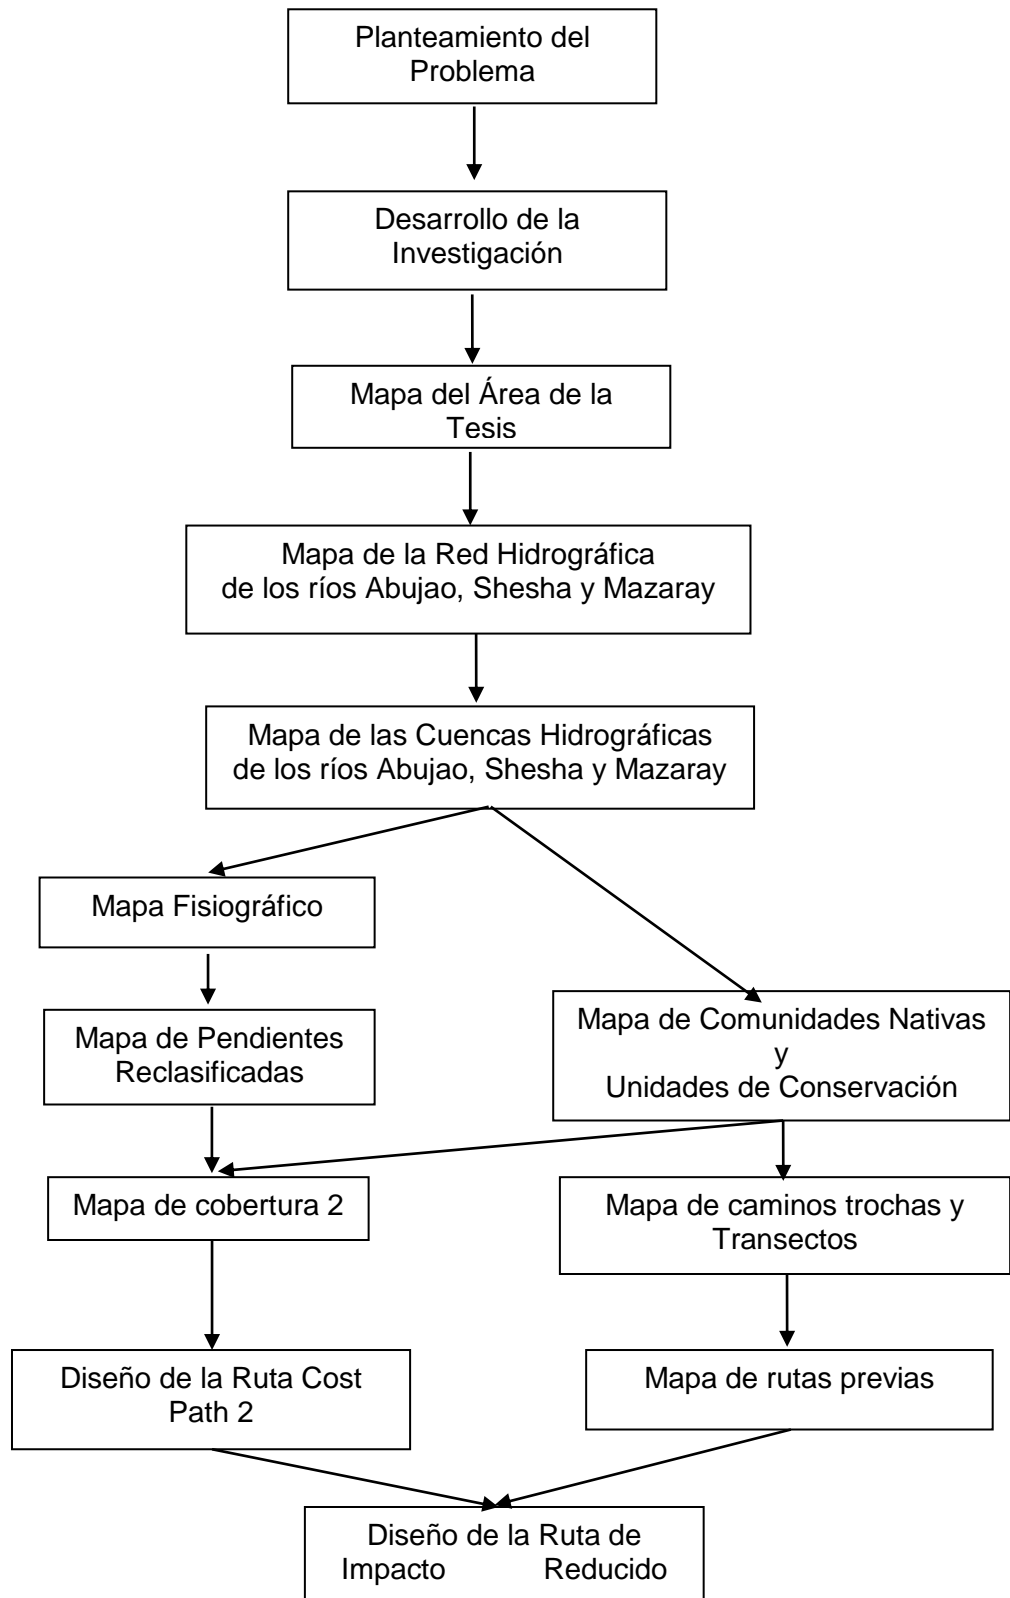 Planteamiento del
Problema
Desarrollo de la
Investigación
Mapa del Área de la
Tesis
Mapa de la Red Hidrográfica
de los ríos Abujao, Shesha y Mazaray
Mapa de las Cuencas Hidrográficas
de los ríos Abujao, Shesha y Mazaray
Mapa Fisiográfico
Mapa de Pendientes
Reclasificadas
Mapa de Comunidades Nativas
y
Unidades de Conservación
Mapa de cobertura 2
Mapa de caminos trochas y
Transectos
Diseño de la Ruta Cost
Path 2
Mapa de rutas previas
Diseño de la Ruta de
Impacto Reducido